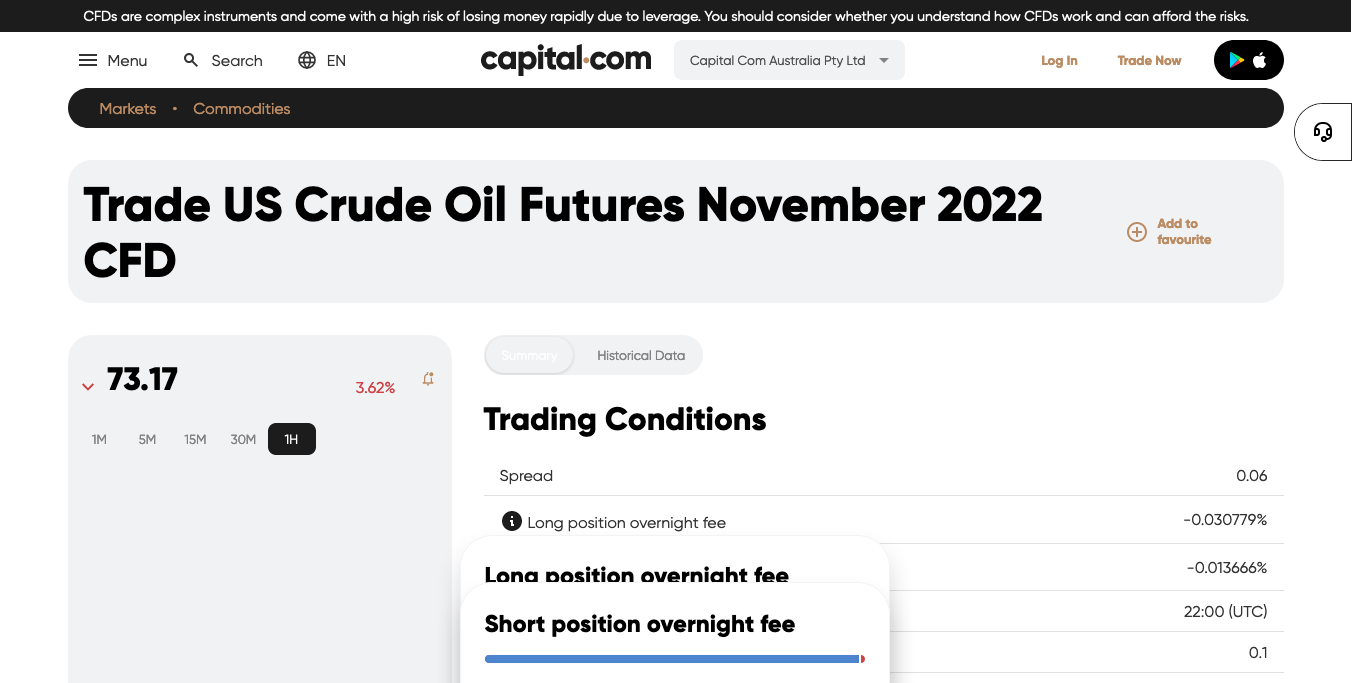 CFDs are complex instruments and come with a high risk of losing money rapidly due to leverage. You should consider whether you understand how CFDs work and can afford the risks.
Menu Search EN capital.com Capital Com Australia Pty Ltd Log In Trade Now
Markets • Commodities
Trade US Crude Oil Futures November 2022
CFD
Add to
favourite
73.17 3.62%
1M 5M 15M 30M 1H
Summary Historical Data
Trading Conditions
Spread 0.06
Long position overnight fee -0.030779%
Long position overnight fee
-0.013666%
Short position overnight fee
22:00 (UTC)
0.1